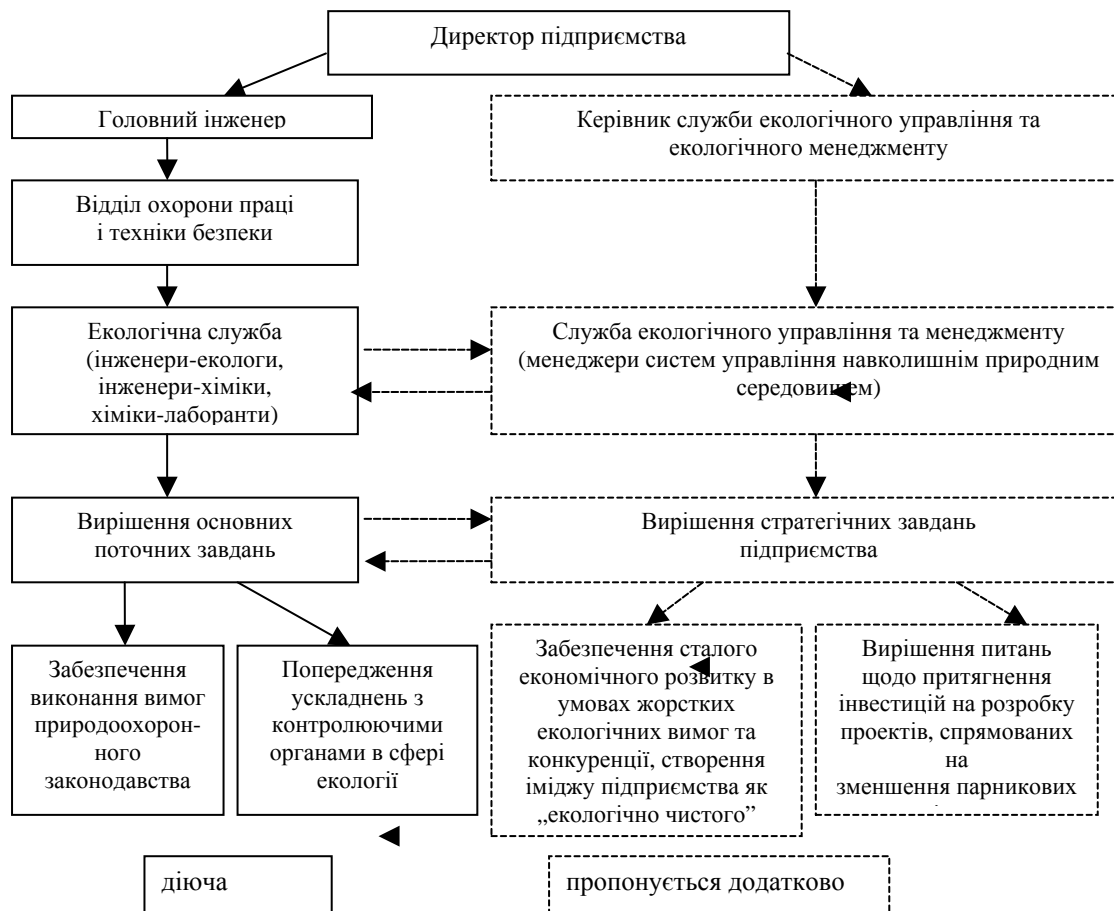 Директор підприємства
Головний інженер
Керівник служби екологічного управління та
екологічного менеджменту
Відділ охорони праці
і техніки безпеки
Екологічна служба
(інженери-екологи,
інженери-хіміки,
хіміки-лаборанти)
Служба екологічного управління та менеджменту
(менеджери систем управління навколишнім природним
середовищем)
Вирішення основних
поточних завдань
Вирішення стратегічних завдань
підприємства
Забезпечення
виконання вимог
природоохорон-
ного
законодавства
Попередження
ускладнень з
контролюючими
органами в сфері
екології
Забезпечення сталого
економічного розвитку в
умовах жорстких
екологічних вимог та
конкуренції, створення
іміджу підприємства як
„екологічно чистого”
Вирішення питань
щодо притягнення
інвестицій на розробку
проектів, спрямованих
на
зменшення парникових
діюча
пропонується додатково